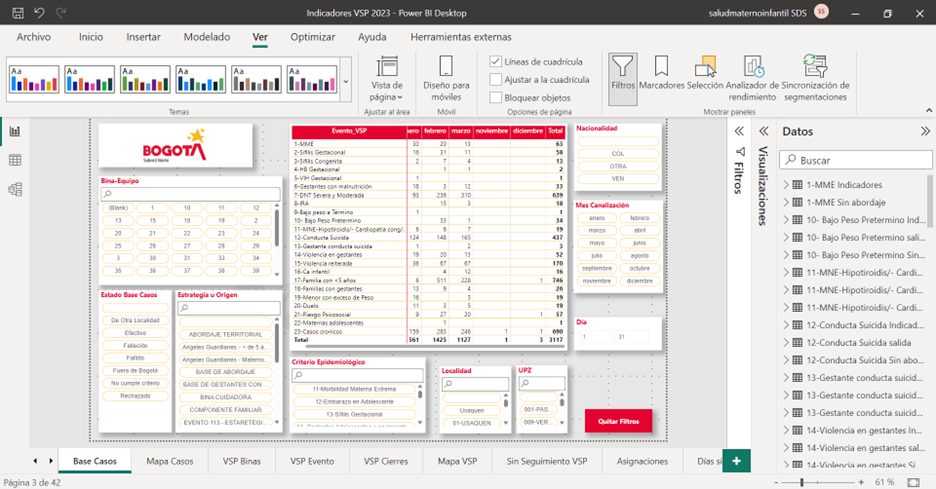 Indicadores VSP 2023 - Power BI Desktop
saludmaternoinfantil SDS
SS
Archivo Inicio Insertar Modelado Ver Optimizar Ayuda Herramientas externas
Aa Aa Aa Aa Aa Aa
Temas
Vista de página
Ajustar al área
Diseño para móviles
Móvil
Líneas de cuadrícula
Ajustar a la cuadrícula
Bloquear objetos
Opciones de página
Filtros
Marcadores
Selección
Analizador de rendimiento
Sincronización de segmentaciones
Mostrar paneles
BOGOTÁ
Subred Norte
Bina-Equipo
(Blank) 1 10 11 12
13 15 18 19 2
20 21 22 23 24
25 26 27 28 29
3 30 31 33 34
35 36 37 38 39
Estado Base Casos
De Otra Localidad
Efectivo
Fallecido
Fallido
Fuera de Bogotá
No cumple criterio
Rechazado
Estrategia u Origen
ABORDAJE TERRITORIAL
Angeles Guardianes - < de 5 a...
Angeles Guardianes - Materna...
BASE DE ABORDAJE
BASE DE GESTANTES CON ...
BINA CUIDADORA
COMPONENTE FAMILIAR
EVENTO 113 - ESTARETEGI...
Evento_VSP ero febrero marzo noviembre diciembre Total
1-MME 30 20 13 63
2-Sifilis Gestacional 16 31 11 58
3-Sifilis Congenita 2 7 4 13
4-HB Gestacional 1 1 2
5-VIH Gestacional 1 1
6-Gestantes con malnutrición 18 3 12 33
7-DNT Severa y Moderada 93 236 310 639
8-IRA 15 3 18
9-Bajo peso a Término 1 1
10- Bajo Peso Pretermino 33 1 34
11-MNE-Hipotiroidis/- Cardiopatia cong/. 6 6 7 19
12-Conducta Suicida 124 148 165 437
13-Gestante conducta suicida 1 2 3
14-Violencia en gestantes 19 20 13 52
15-Violencia reiterada 36 67 67 170
16-Ca infantil 4 12 16
17-Familia con <5 años 6 511 228 1 746
18-Familias con gestantes 13 9 4 26
19-Menor con exceso de Peso 16 3 19
20-Duelo 11 3 5 19
21-Riesgo Psicosocial 9 27 20 1 57
22-Maternas adolescentes 1 1
23-Casos cronicos 159 283 246 1 1 690
Total 561 1425 1127 1 3 3117
Criterio Epidemiológico
11-Morbilidad Materna Extrema
12-Embarazo en Adolescente
13-Sífile Gestacional
Localidad
Usaquen
01-USAQUEN
UPZ
001-PAS...
009-VER...
Nacionalidad
COL
OTRA
VEN
Mes Canalización
enero febrero
marzo abril
mayo junio
julio agosto
septiembre octubre
noviembre diciembre
Día
1 31
Quitar Filtros
Filtros
Visualizaciones
Datos
Buscar
1-MME Indicadores
1-MME Sin abordaje
10- Bajo Peso Pretermino Ind...
10- Bajo Peso Pretermino sali...
10- Bajo Peso Pretermino Sin...
11-MNE-Hipotiroidis/- Cardi...
11-MNE-Hipotiroidis/- Cardi...
11-MNE-Hipotiroidis/- Cardi...
12-Conducta Suicida Indicad...
12-Conducta Suicida salida
12-Conducta Suicida Sin abo...
13-Gestante conducta suicid...
13-Gestante conducta suicid...
13-Gestante conducta suicid...
14-Violencia en gestantes In...
14-Violencia en gestantes sal...
14-Violencia en gestantes Si
Base Casos Mapa Casos VSP Binas VSP Evento VSP Cierres Mapa VSP Sin Seguimiento VSP Asignaciones Días si
Página 3 de 42
61 %